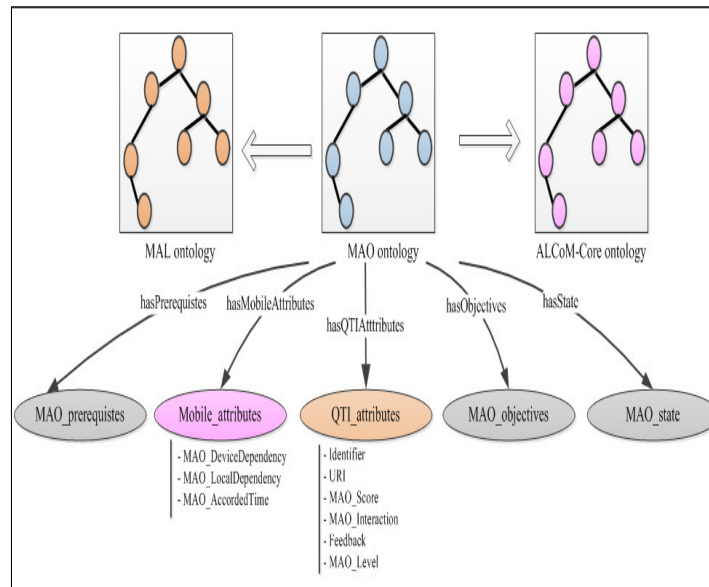 MAL ontology
MAO ontology
ALCoM-Core ontology
hasPrerequistes
hasMobileAttributes
hasQTIAtttributes
hasObjectives
hasState
MAO_prerequistes
Mobile_attributes
QTI_attributes
MAO_objectives
MAO_state
- MAO_DeviceDependency
- MAO_LocalDependency
- MAO_AccordedTime
- Identifier
- URI
- MAO_Score
- MAO_Interaction
- Feedback
- MAO_Level